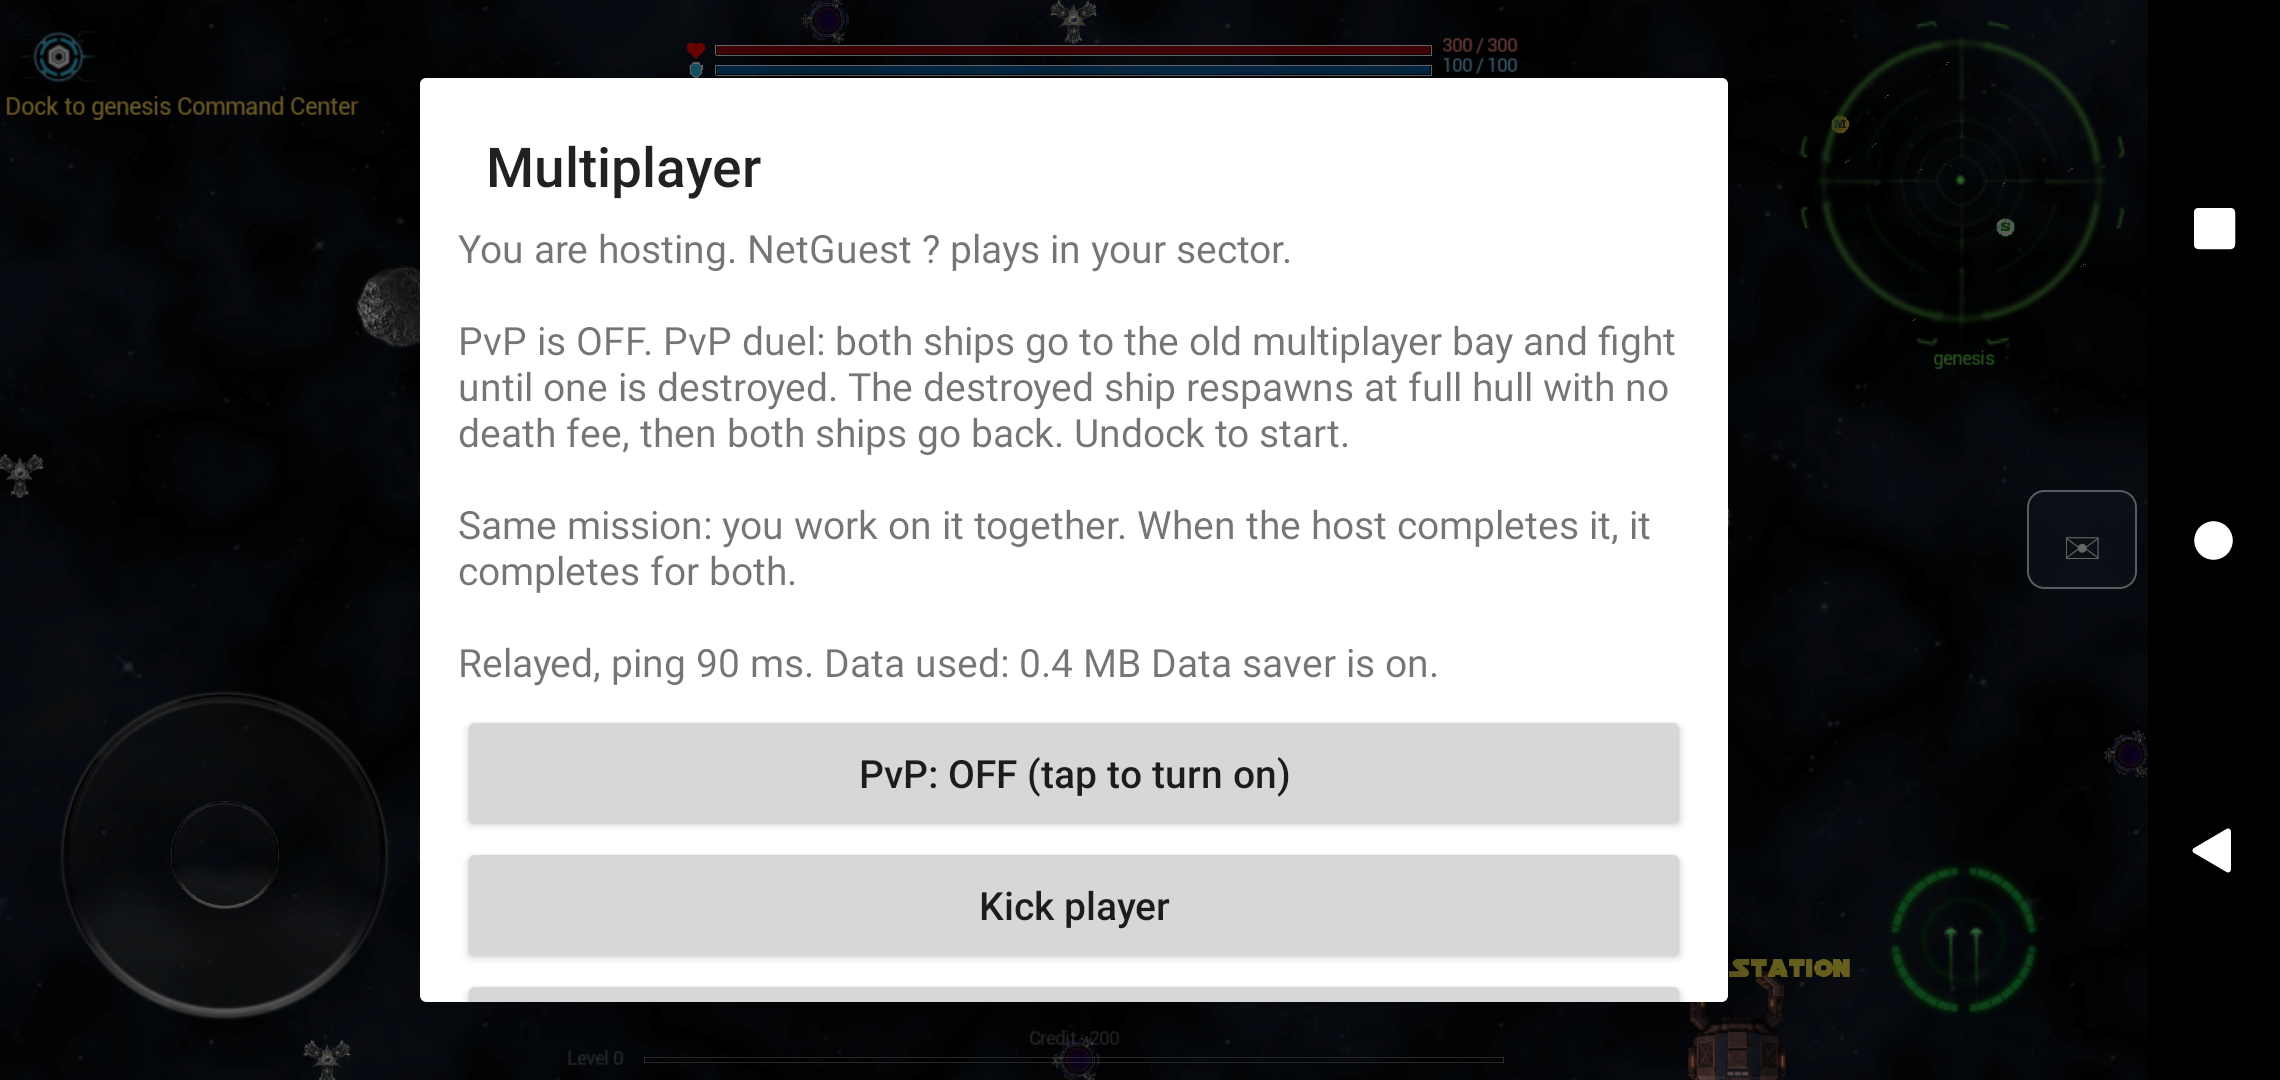 300 / 300
100 / 100
Dock to genesis Command Center
Multiplayer
You are hosting. NetGuest ? plays in your sector.
PvP is OFF. PvP duel: both ships go to the old multiplayer bay and fight
until one is destroyed. The destroyed ship respawns at full hull with no
death fee, then both ships go back. Undock to start.
Same mission: you work on it together. When the host completes it, it
completes for both.
Relayed, ping 90 ms. Data used: 0.4 MB Data saver is on.
PvP: OFF (tap to turn on)
Kick player
M
S
genesis
STATION
Level 0